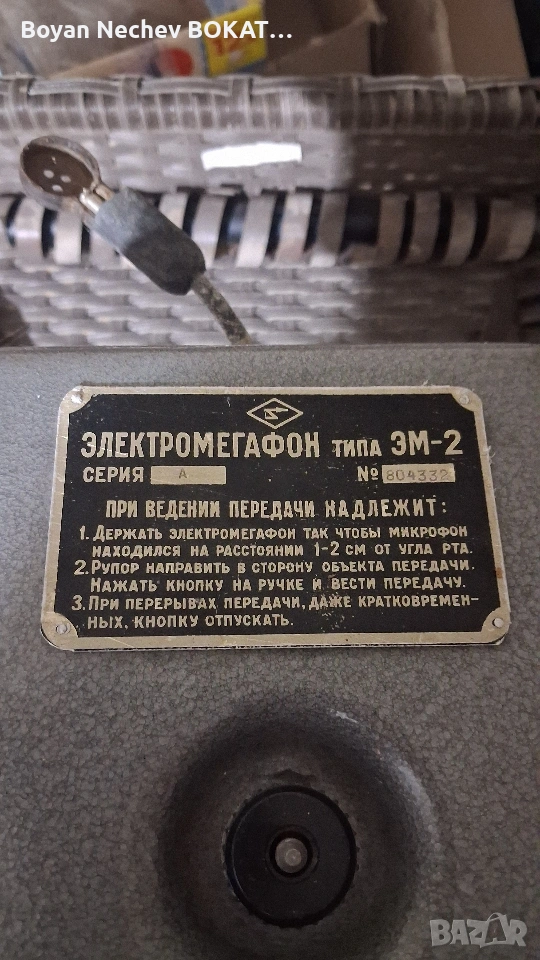 Boyan Nechev BOKAT...
ЭЛЕКТРОМЕГАФОН ТИПА ЭМ-2
СЕРИЯ А № 804332
ПРИ ВЕДЕНИИ ПЕРЕДАЧИ НАДЛЕЖИТ:
1. ДЕРЖАТЬ ЭЛЕКТРОМЕГАФОН ТАК ЧТОБЫ МИКРОФОН
НАХОДИЛСЯ НА РАССТОЯНИИ 1-2 СМ ОТ УГЛА РТА.
2. РУПОР НАПРАВИТЬ В СТОРОНУ ОБЪЕКТА ПЕРЕДАЧИ.
НАЖАТЬ КНОПКУ НА РУЧКЕ И ВЕСТИ ПЕРЕДАЧУ.
3. ПРИ ПЕРЕРЫВАХ ПЕРЕДАЧИ, ДАЖЕ КРАТКОВРЕМЕН-
НЫХ, КНОПКУ ОТПУСКАТЬ.
BAZAR